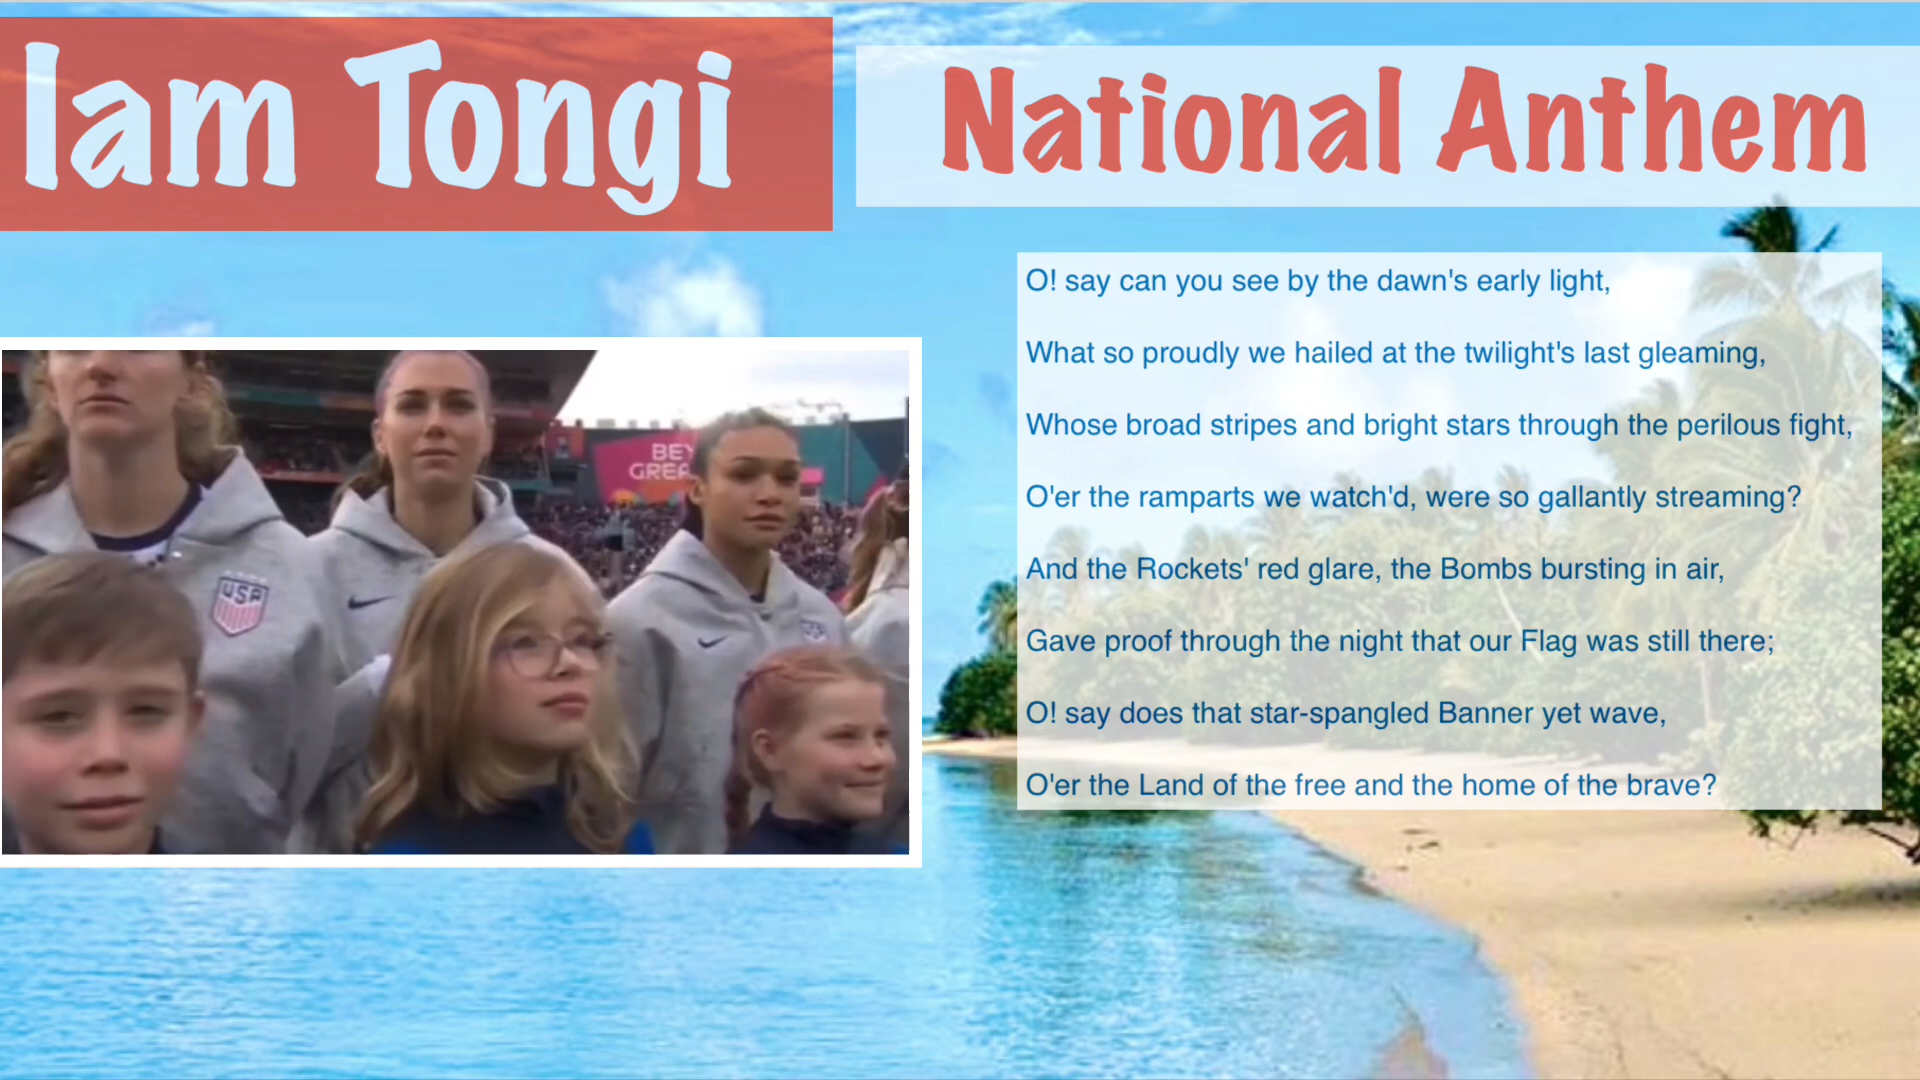 Iam Tongi
National Anthem
O! say can you see by the dawn's early light,
What so proudly we hailed at the twilight's last gleaming,
Whose broad stripes and bright stars through the perilous fight,
O'er the ramparts we watch'd, were so gallantly streaming?
And the Rockets' red glare, the Bombs bursting in air,
Gave proof through the night that our Flag was still there;
O! say does that star-spangled Banner yet wave,
O'er the Land of the free and the home of the brave?
BEY
GREA
USA